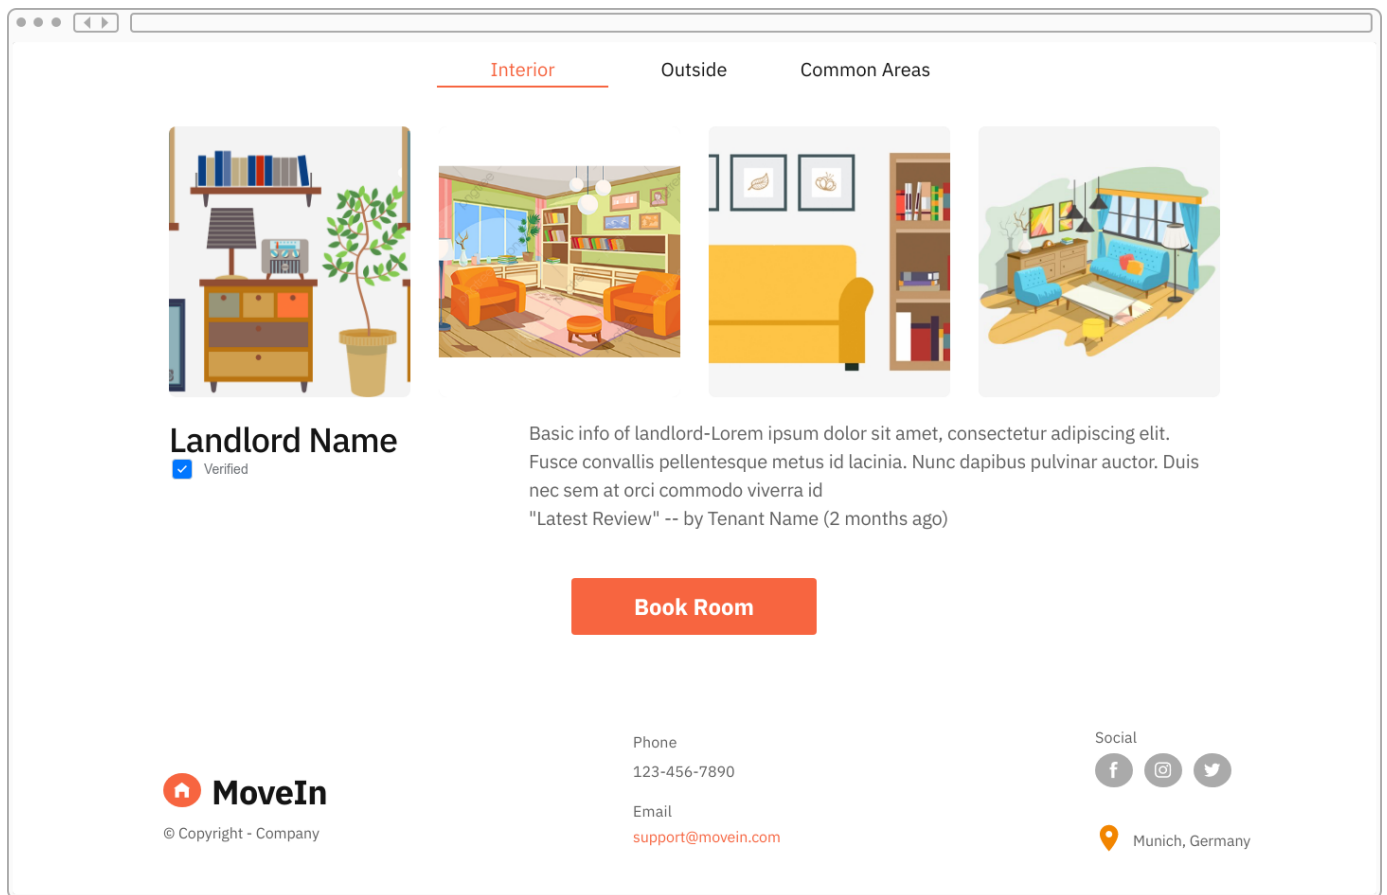 Interior
Outside
Common Areas
Landlord Name
Verified
Basic info of landlord-Lorem ipsum dolor sit amet, consectetur adipiscing elit.
Fusce convallis pellentesque metus id lacinia. Nunc dapibus pulvinar auctor. Duis
nec sem at orci commodo viverra id
"Latest Review" -- by Tenant Name (2 months ago)
Book Room
MoveIn
© Copyright - Company
Phone
123-456-7890
Email
support@movein.com
Social
Munich, Germany